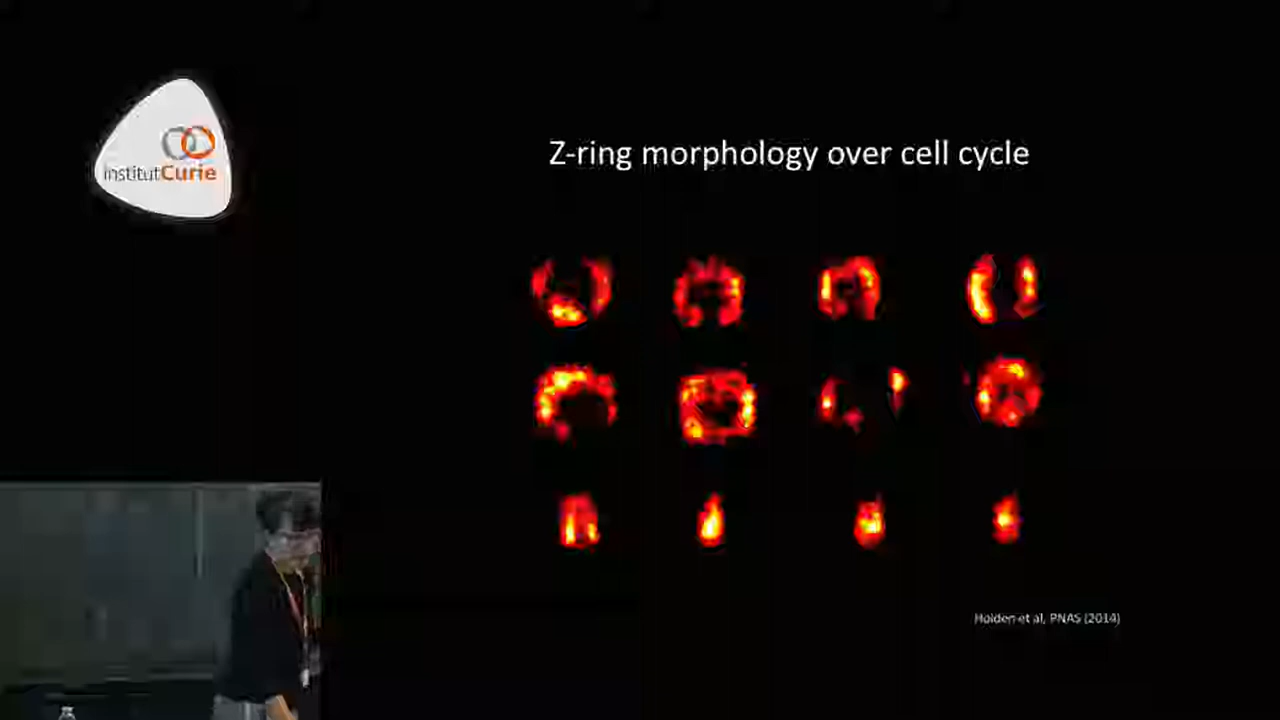 institutCurie
Z-ring morphology over cell cycle
Holden et al, PNAS (2014)